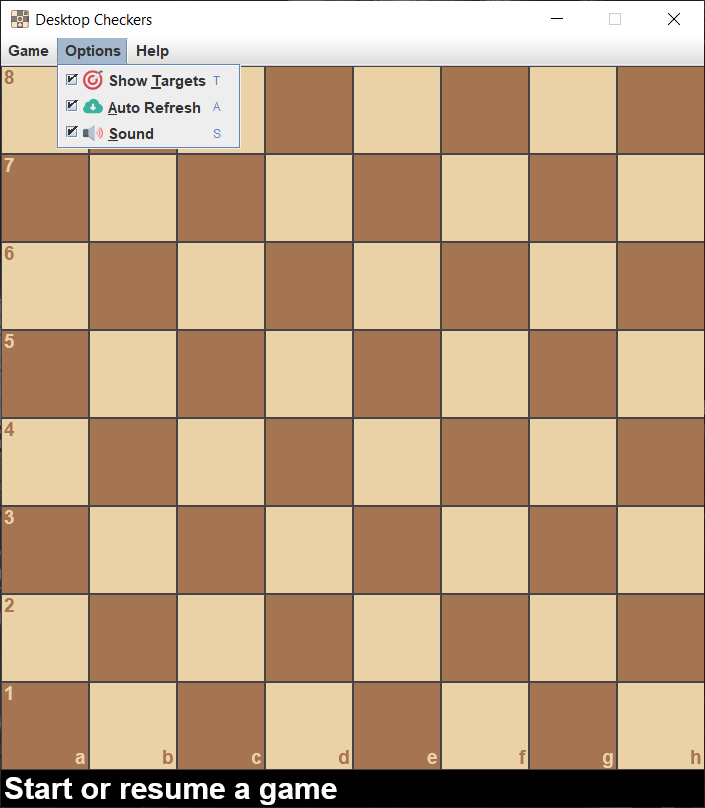 Desktop Checkers
Game Options Help
Show Targets T
Auto Refresh A
Sound S
8
7
6
5
4
3
2
1
a b c d e f g h
Start or resume a game